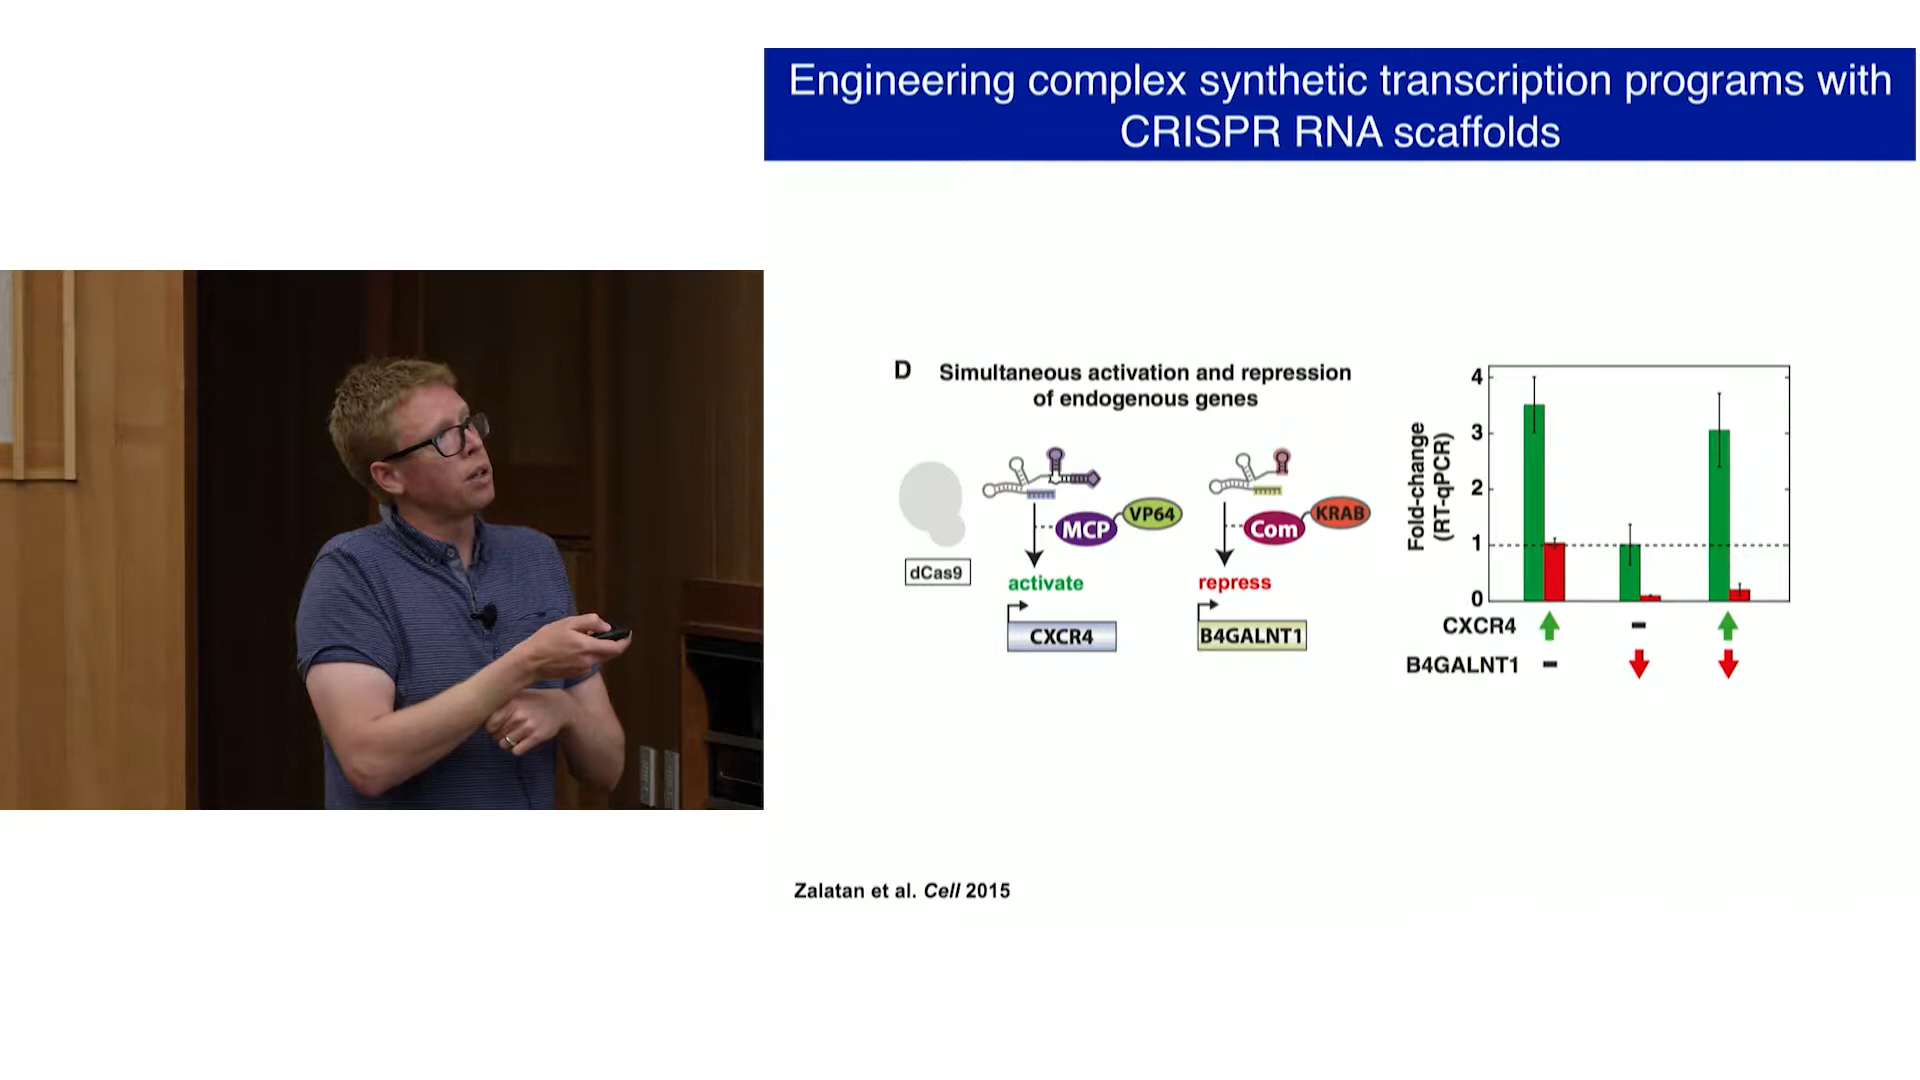 Engineering complex synthetic transcription programs with
CRISPR RNA scaffolds
D Simultaneous activation and repression
of endogenous genes
dCas9
MCP
VP64
activate
CXCR4
Com
KRAB
repress
B4GALNT1
Fold-change
(RT-qPCR)
4
3
2
1
0
CXCR4 -
B4GALNT1 -
Zalatan et al. Cell 2015